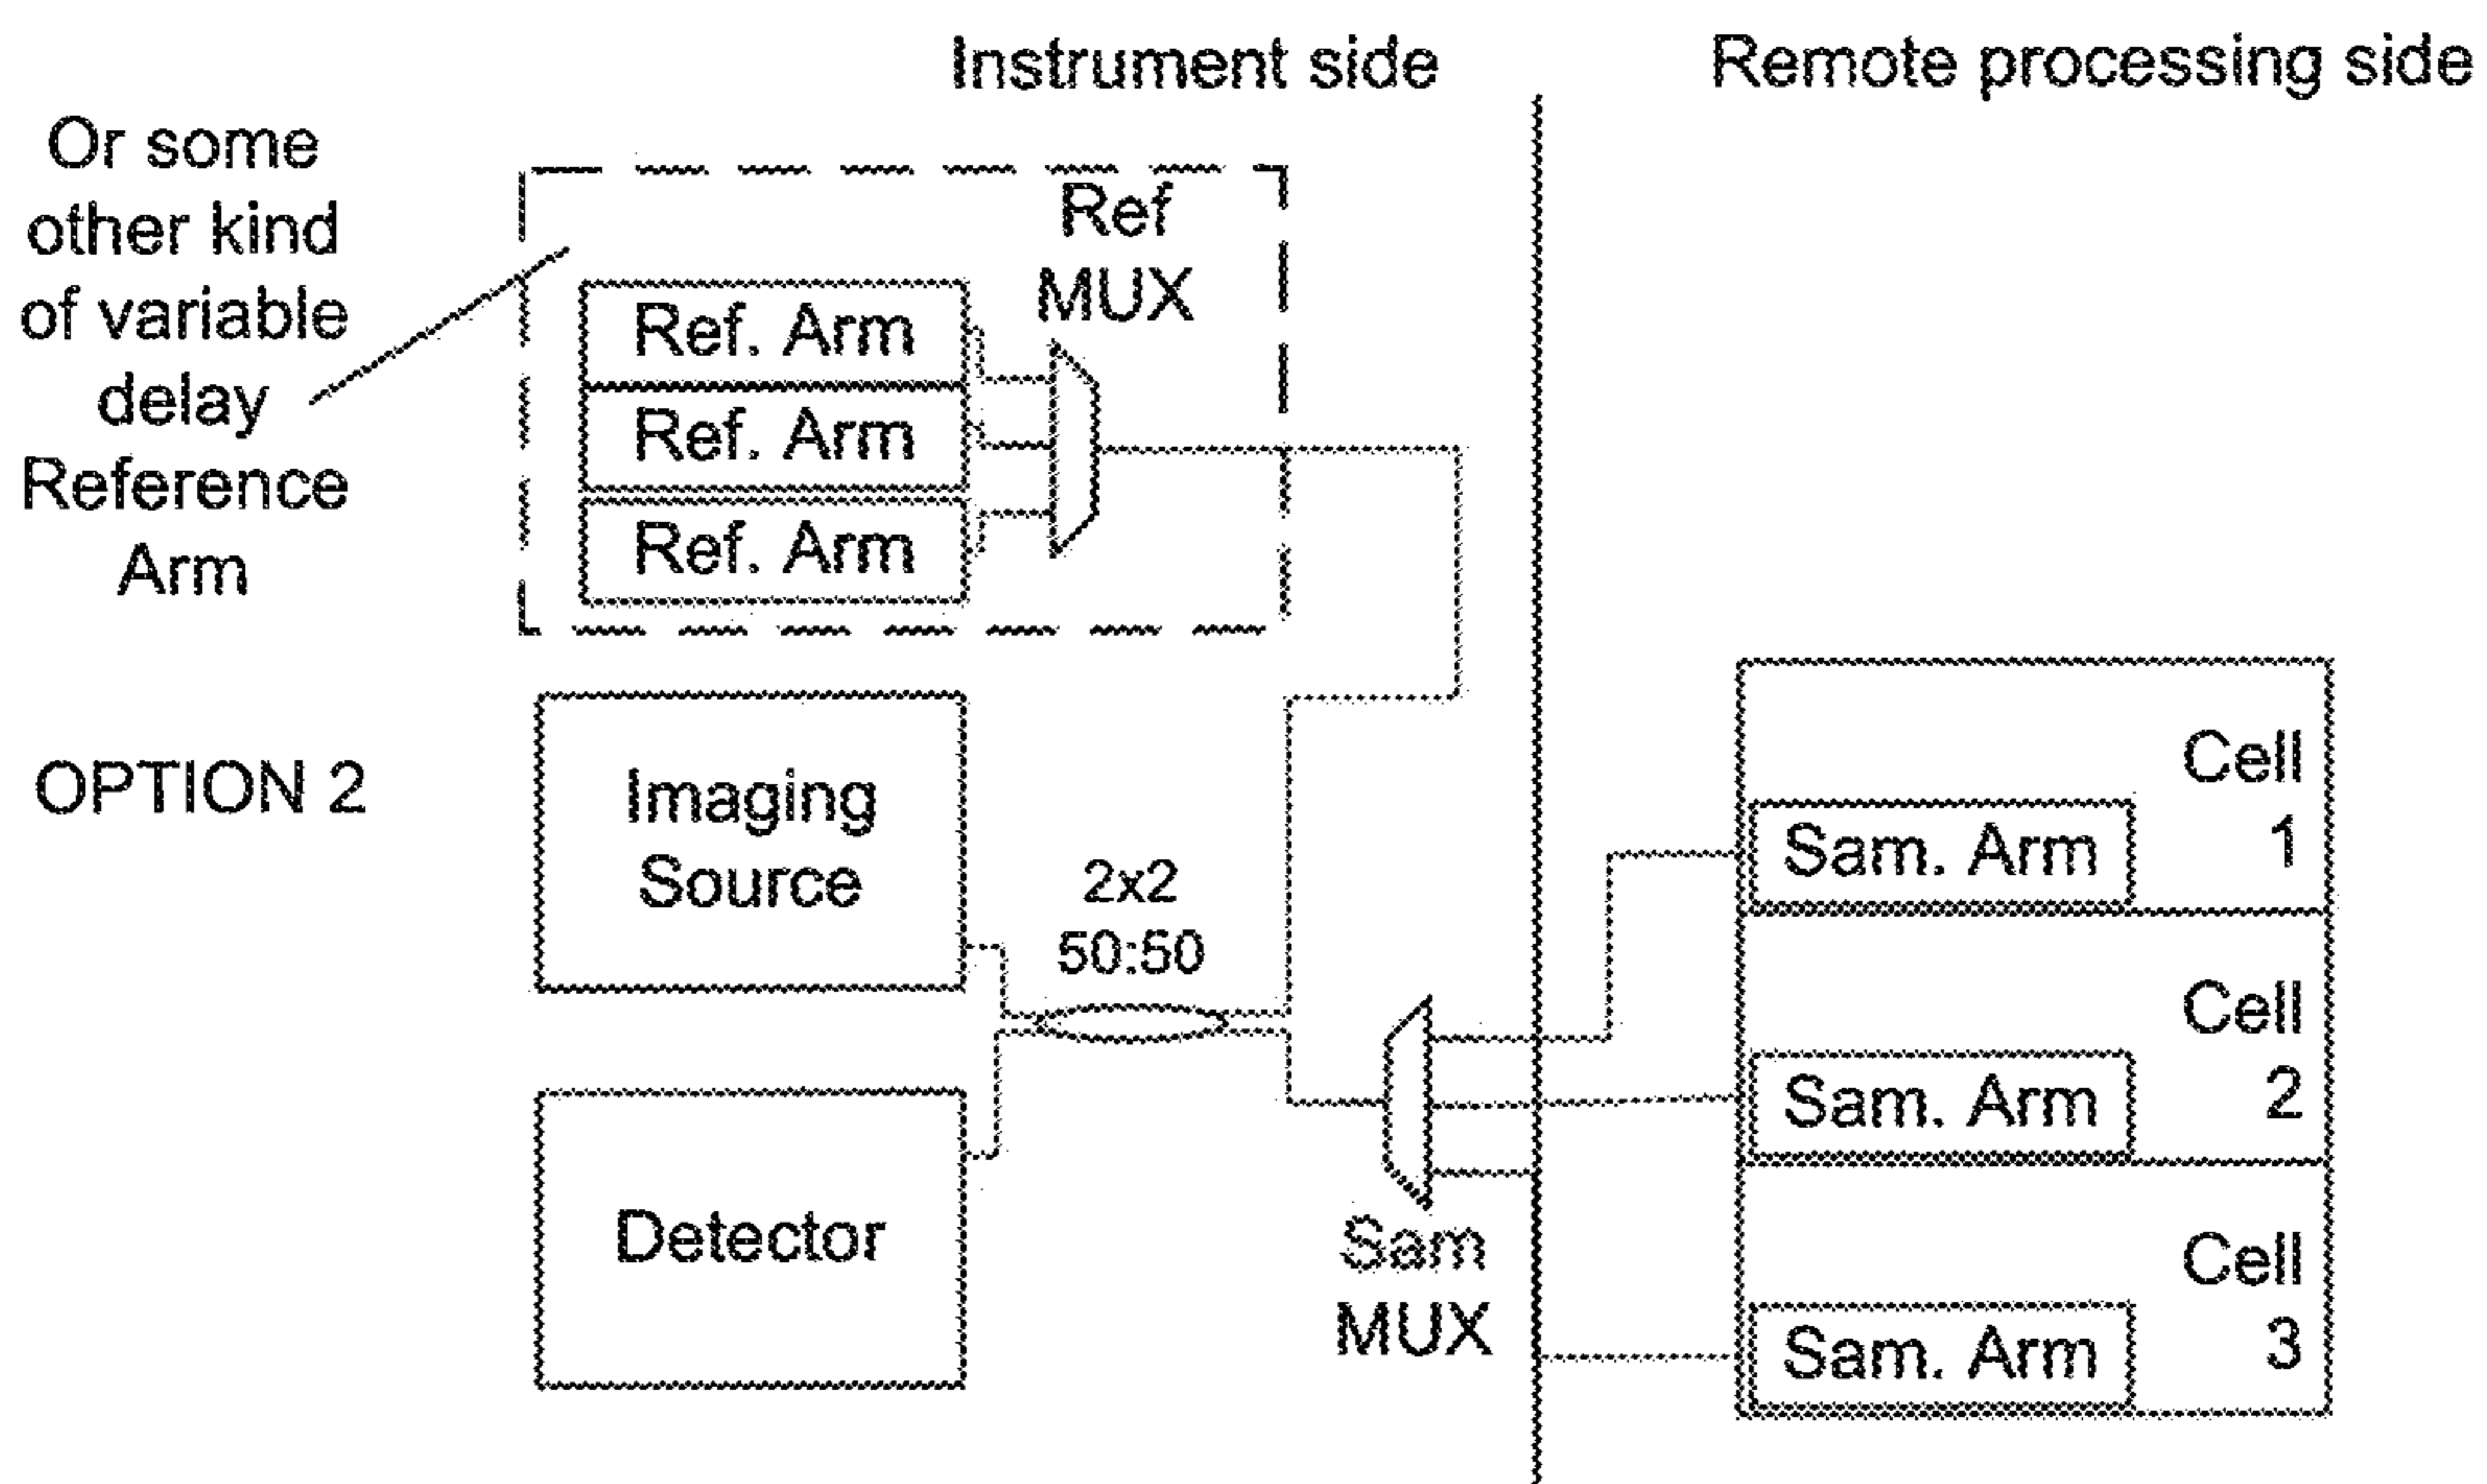 Instrument side
Remote processing side
Or some
other kind
of variable
delay
Reference
Arm
Ref
MUX
Ref. Arm
Ref. Arm
Ref. Arm
OPTION 2
Imaging
Source
2x2
50:50
Detector
Sam
MUX
Cell
1
Sam. Arm
Cell
2
Sam. Arm
Cell
3
Sam. Arm